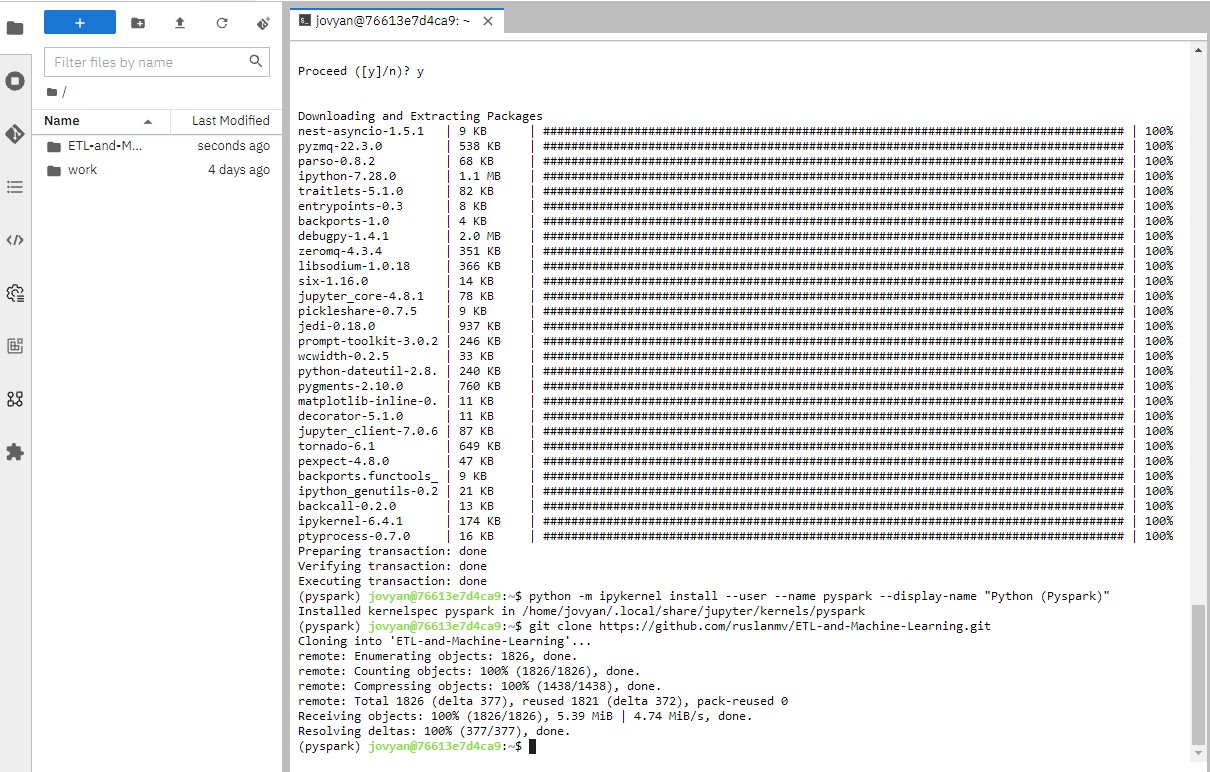 +
Filter files by name
/
Name Last Modified
ETL-and-M... seconds ago
work 4 days ago
jovyan@76613e7d4ca9: ~
Proceed ([y]/n)? y
Downloading and Extracting Packages
nest-asyncio-1.5.1 | 9 KB | ################################################################################### | 100%
pyzmq-22.3.0 | 538 KB | ################################################################################### | 100%
parso-0.8.2 | 68 KB | ################################################################################### | 100%
ipython-7.28.0 | 1.1 MB | ################################################################################### | 100%
traitlets-5.1.0 | 82 KB | ################################################################################### | 100%
entrypoints-0.3 | 8 KB | ################################################################################### | 100%
backports-1.0 | 4 KB | ################################################################################### | 100%
debugpy-1.4.1 | 2.0 MB | ################################################################################### | 100%
zeromq-4.3.4 | 351 KB | ################################################################################### | 100%
libsodium-1.0.18 | 366 KB | ################################################################################### | 100%
six-1.16.0 | 14 KB | ################################################################################### | 100%
jupyter_core-4.8.1 | 78 KB | ################################################################################### | 100%
pickleshare-0.7.5 | 9 KB | ################################################################################### | 100%
jedi-0.18.0 | 937 KB | ################################################################################### | 100%
prompt-toolkit-3.0.2 | 246 KB | ################################################################################### | 100%
wcwidth-0.2.5 | 33 KB | ################################################################################### | 100%
python-dateutil-2.8. | 240 KB | ################################################################################### | 100%
pygments-2.10.0 | 760 KB | ################################################################################### | 100%
matplotlib-inline-0. | 11 KB | ################################################################################### | 100%
decorator-5.1.0 | 11 KB | ################################################################################### | 100%
jupyter_client-7.0.6 | 87 KB | ################################################################################### | 100%
tornado-6.1 | 649 KB | ################################################################################### | 100%
pexpect-4.8.0 | 47 KB | ################################################################################### | 100%
backports.functools_ | 9 KB | ################################################################################### | 100%
ipython_genutils-0.2 | 21 KB | ################################################################################### | 100%
backcall-0.2.0 | 13 KB | ################################################################################### | 100%
ipykernel-6.4.1 | 174 KB | ################################################################################### | 100%
ptyprocess-0.7.0 | 16 KB | ################################################################################### | 100%
Preparing transaction: done
Verifying transaction: done
Executing transaction: done
(pyspark) jovyan@76613e7d4ca9:~$ python -m ipykernel install --user --name pyspark --display-name "Python (Pyspark)"
Installed kernelspec pyspark in /home/jovyan/.local/share/jupyter/kernels/pyspark
(pyspark) jovyan@76613e7d4ca9:~$ git clone https://github.com/ruslanmv/ETL-and-Machine-Learning.git
Cloning into 'ETL-and-Machine-Learning'...
remote: Enumerating objects: 1826, done.
remote: Counting objects: 100% (1826/1826), done.
remote: Compressing objects: 100% (1438/1438), done.
remote: Total 1826 (delta 377), reused 1821 (delta 372), pack-reused 0
Receiving objects: 100% (1826/1826), 5.39 MiB | 4.74 MiB/s, done.
Resolving deltas: 100% (377/377), done.
(pyspark) jovyan@76613e7d4ca9:~$